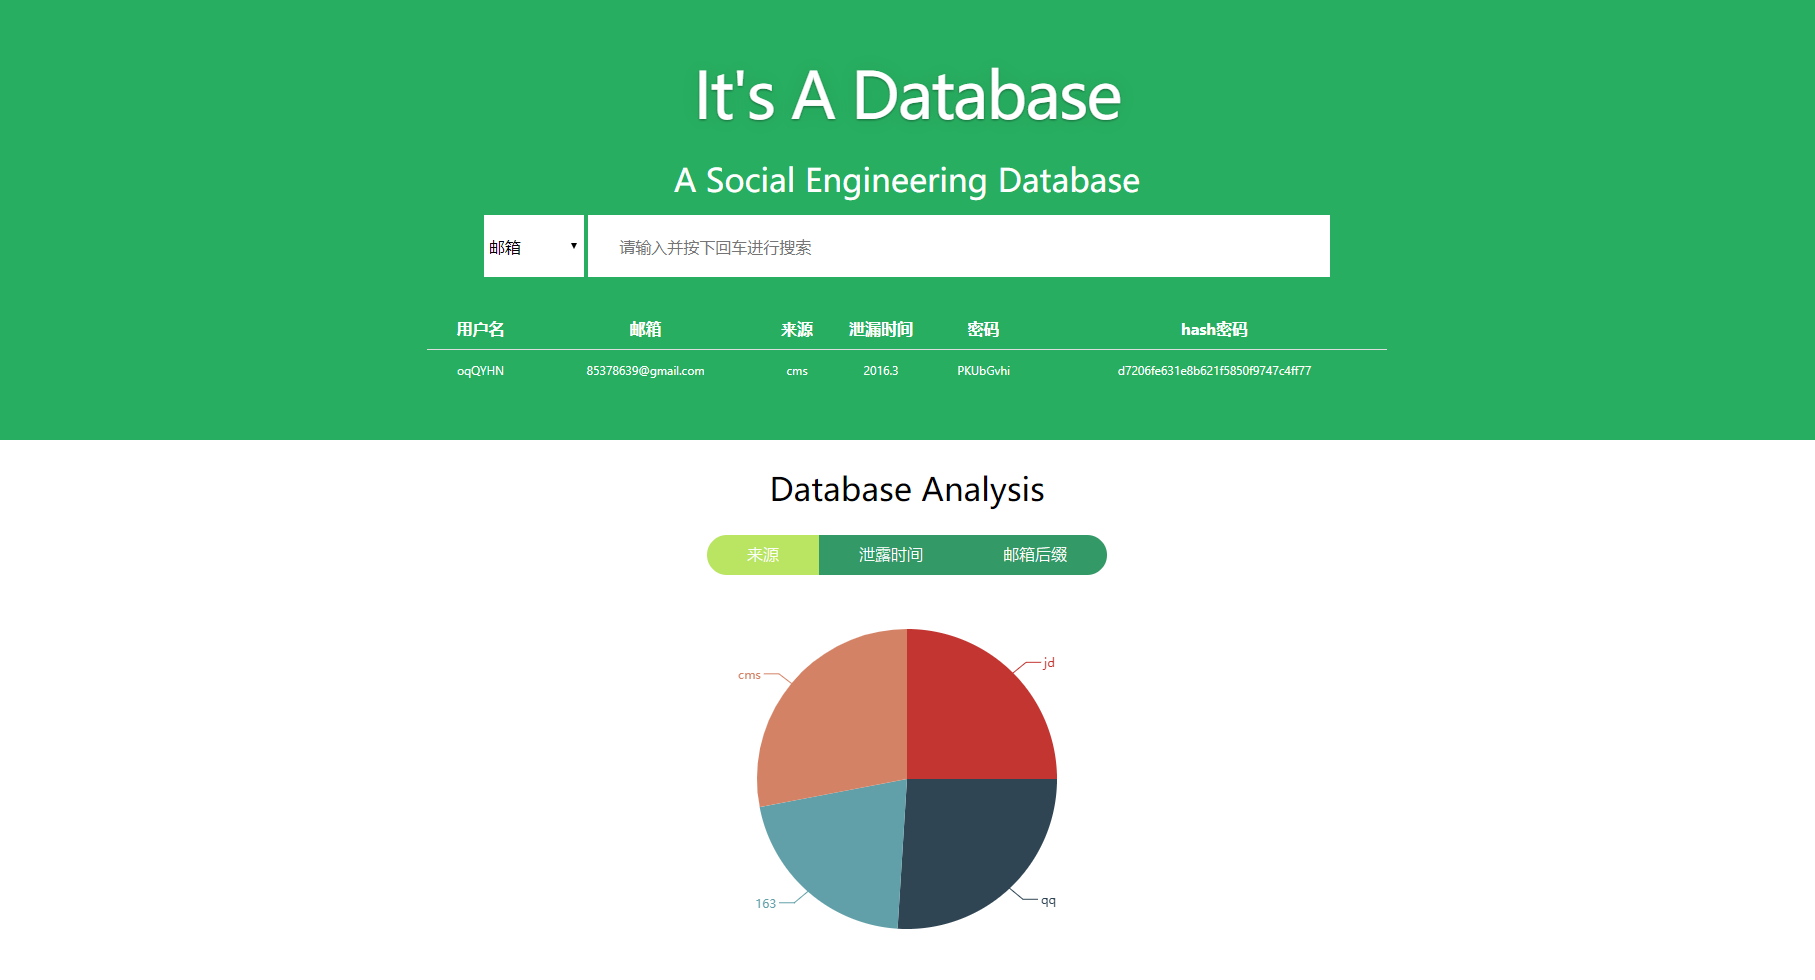 It's A Database
A Social Engineering Database
邮箱 请输入并按下回车进行搜索
用户名 邮箱 来源 泄漏时间 密码 hash密码
oqQYHN 85378639@gmail.com cms 2016.3 PKUbGvhi d7206fe631e8b621f5850f9747c4ff77
Database Analysis
来源 泄露时间 邮箱后缀
jd
cms
qq
163